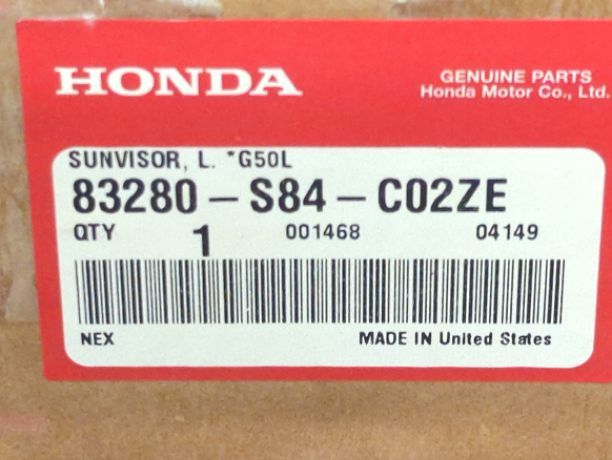 HONDA
GENUINE PARTS
Honda Motor Co., Ltd.
SUNVISOR, L. *G50L
83280-S84-C02ZE
QTY 1 001468 04149
NEX MADE IN United States